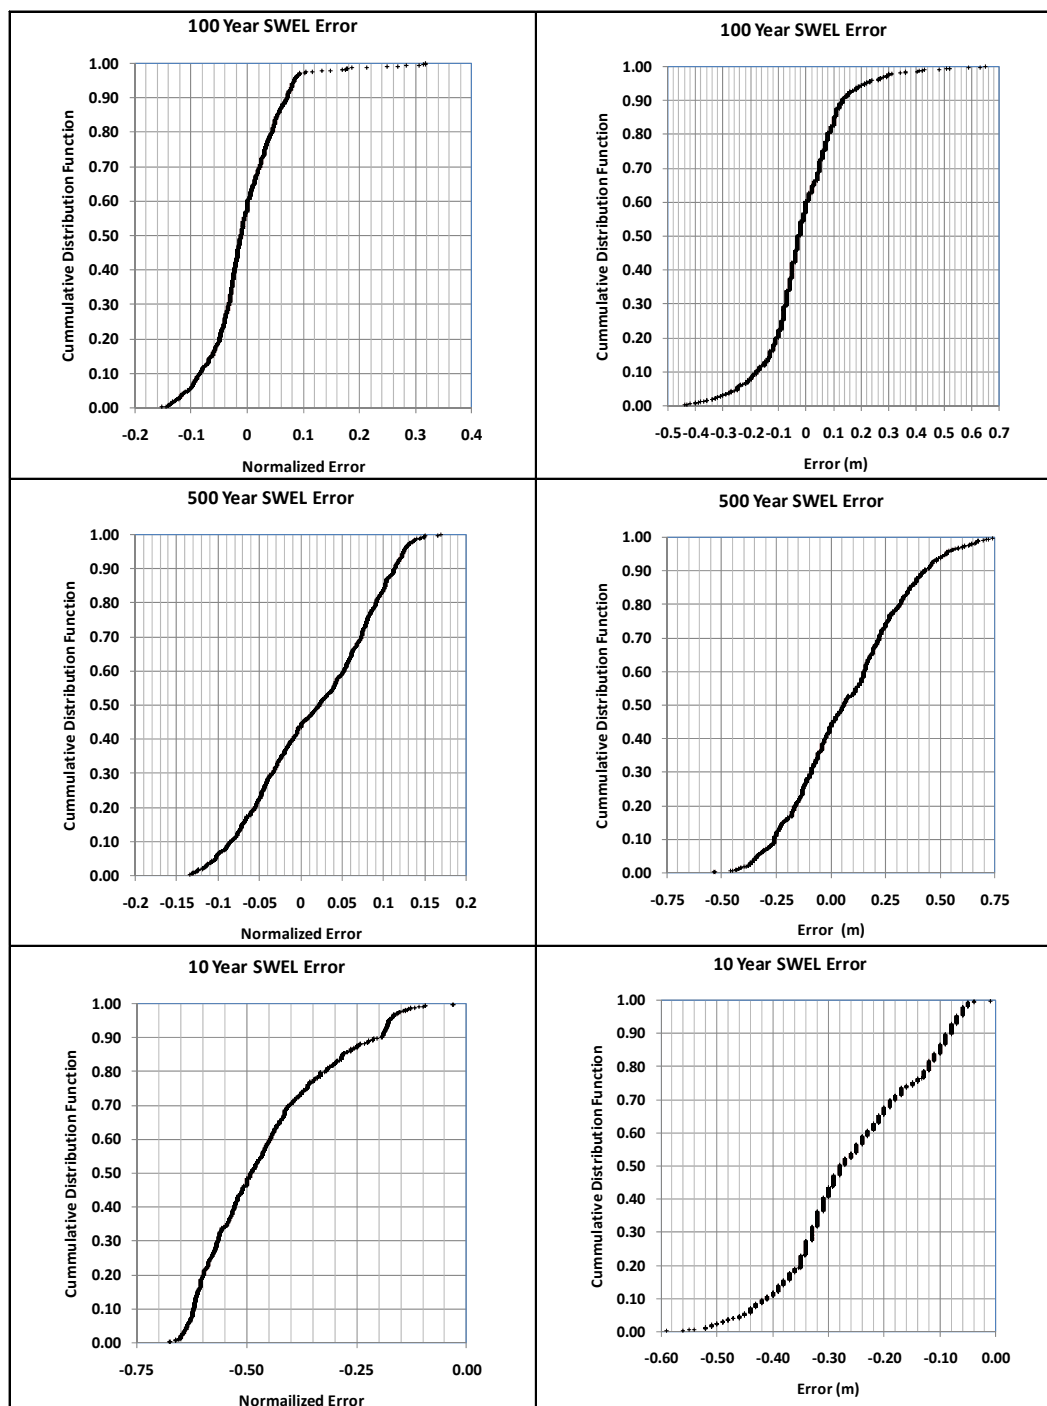 100 Year SWEL Error
Cummulative Distribution Function
1.00
0.90
0.80
0.70
0.60
0.50
0.40
0.30
0.20
0.10
0.00
-0.2 -0.1 0 0.1 0.2 0.3 0.4
Normalized Error
100 Year SWEL Error
Cummulative Distribution Function
1.00
0.90
0.80
0.70
0.60
0.50
0.40
0.30
0.20
0.10
0.00
-0.5 -0.4 -0.3 -0.2 -0.1 0 0.1 0.2 0.3 0.4 0.5 0.6 0.7
Error (m)
500 Year SWEL Error
Cummulative Distribution Function
1.00
0.90
0.80
0.70
0.60
0.50
0.40
0.30
0.20
0.10
0.00
-0.2 -0.15 -0.1 -0.05 0 0.05 0.1 0.15 0.2
Normalized Error
500 Year SWEL Error
Cummulative Distribution Function
1.00
0.90
0.80
0.70
0.60
0.50
0.40
0.30
0.20
0.10
0.00
-0.75 -0.50 -0.25 0.00 0.25 0.50 0.75
Error (m)
10 Year SWEL Error
Cummulative Distribution Function
1.00
0.90
0.80
0.70
0.60
0.50
0.40
0.30
0.20
0.10
0.00
-0.75 -0.50 -0.25 0.00
Normailized Error
10 Year SWEL Error
Cummulative Distribution Function
1.00
0.90
0.80
0.70
0.60
0.50
0.40
0.30
0.20
0.10
0.00
-0.60 -0.50 -0.40 -0.30 -0.20 -0.10 0.00
Error (m)